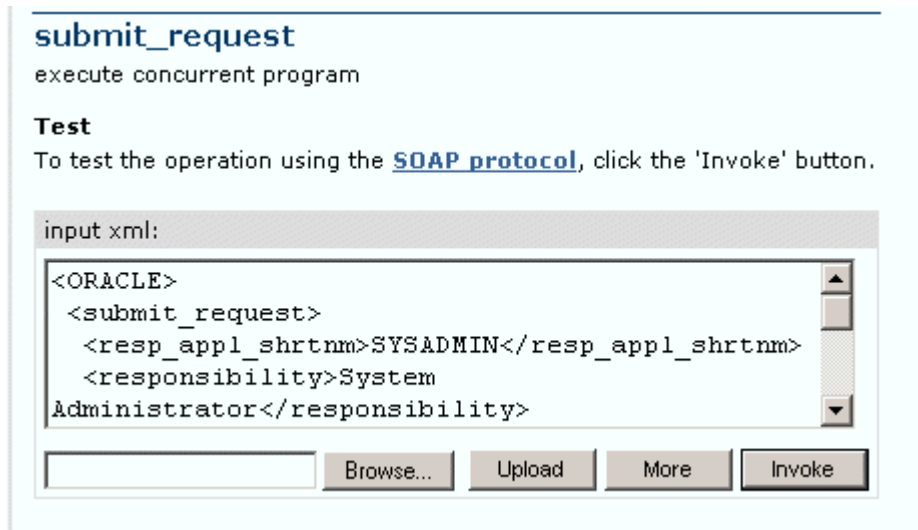 submit_request
execute concurrent program
Test
To test the operation using the SOAP protocol, click the 'Invoke' button.
input xml:
<ORACLE>
<submit_request>
<resp_appl_shrtnm>SYSADMIN</resp_appl_shrtnm>
<responsibility>System
Administrator</responsibility>
Browse... Upload More Invoke